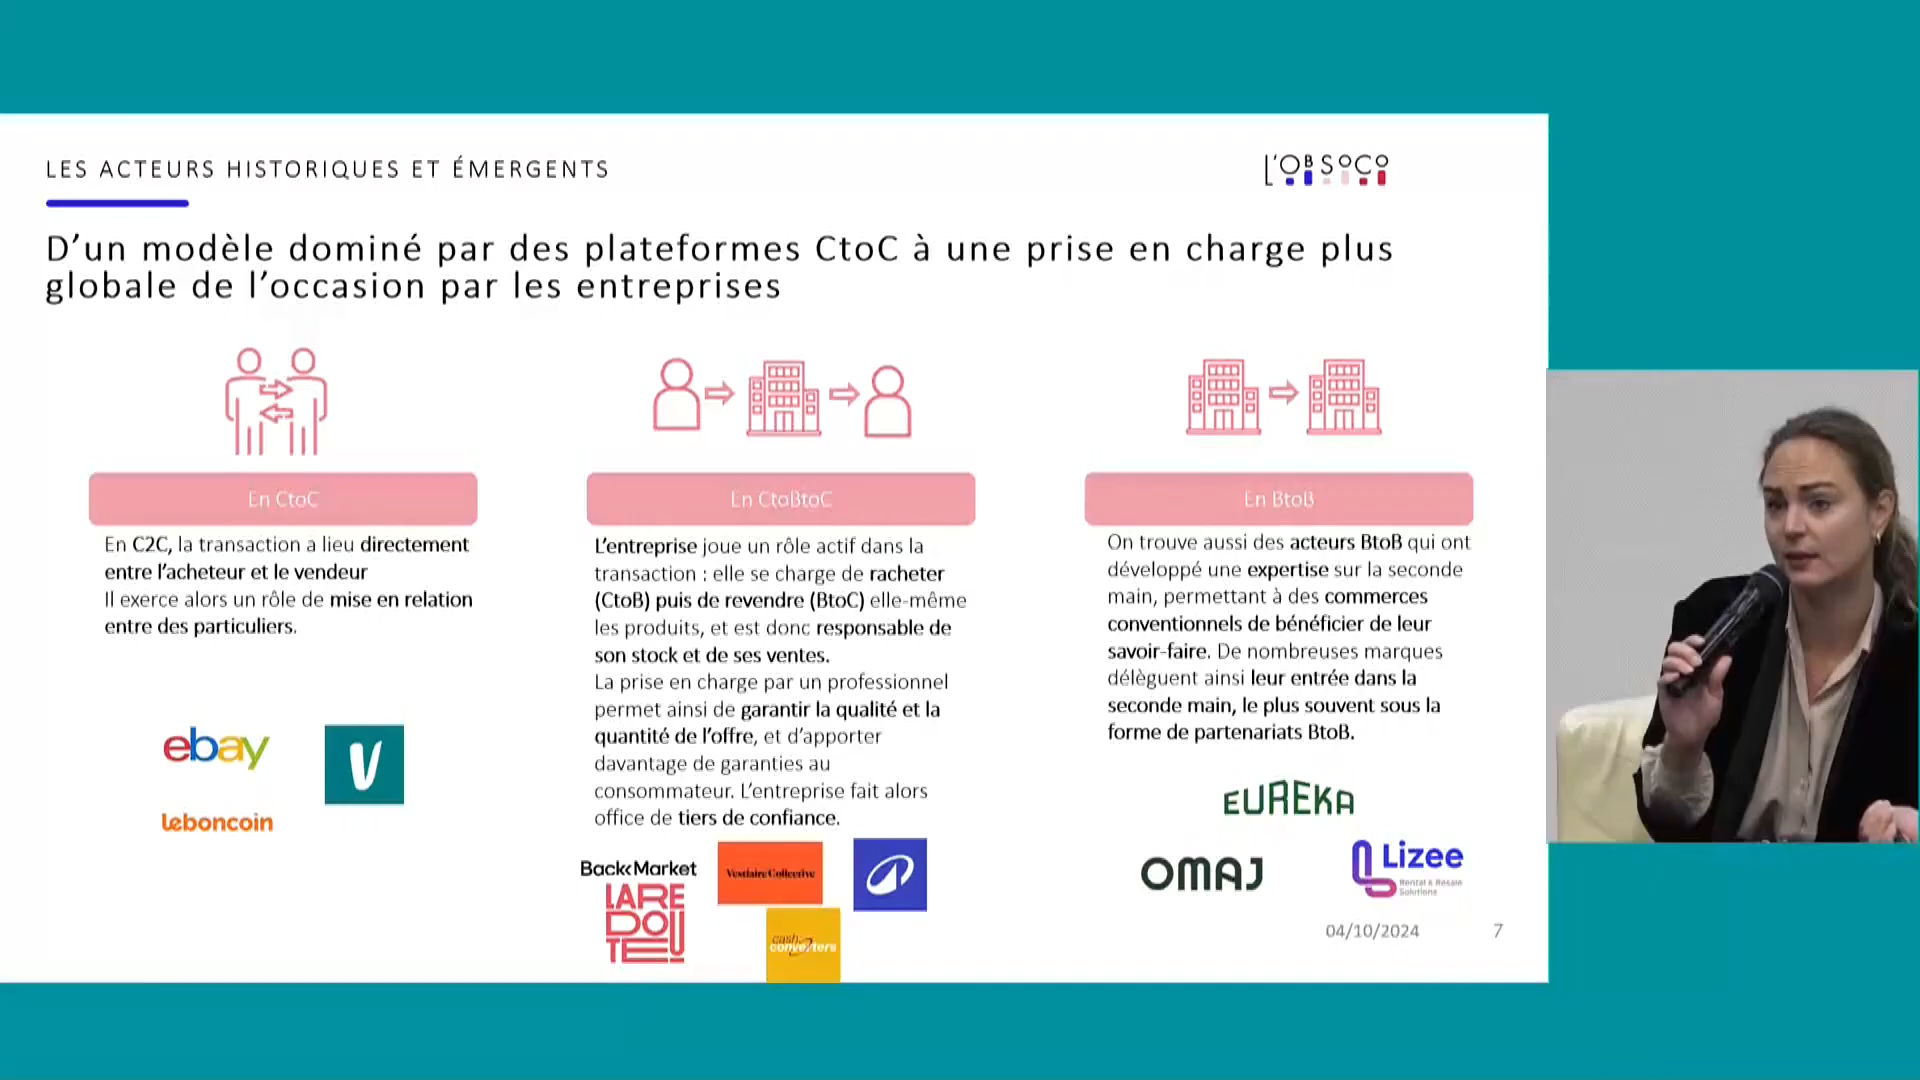 LES ACTEURS HISTORIQUES ET ÉMERGENTS
L'OBSOCO
D'un modèle dominé par des plateformes CtoC à une prise en charge plus
globale de l'occasion par les entreprises
En CtoC
En C2C, la transaction a lieu directement
entre l'acheteur et le vendeur
Il exerce alors un rôle de mise en relation
entre des particuliers.
ebay
V
leboncoin
En CtoBtoC
L'entreprise joue un rôle actif dans la
transaction : elle se charge de racheter
(CtoB) puis de revendre (BtoC) elle-même
les produits, et est donc responsable de
son stock et de ses ventes.
La prise en charge par un professionnel
permet ainsi de garantir la qualité et la
quantité de l'offre, et d'apporter
davantage de garanties au
consommateur. L'entreprise fait alors
office de tiers de confiance.
Back Market
Vestiaire Collective
LA RE
DOU
TE
cash
converters
En BtoB
On trouve aussi des acteurs BtoB qui ont
développé une expertise sur la seconde
main, permettant à des commerces
conventionnels de bénéficier de leur
savoir-faire. De nombreuses marques
délèguent ainsi leur entrée dans la
seconde main, le plus souvent sous la
forme de partenariats BtoB.
EUREKA
OMAJ
Lizee
Rental & Resale
Solutions
04/10/2024
7